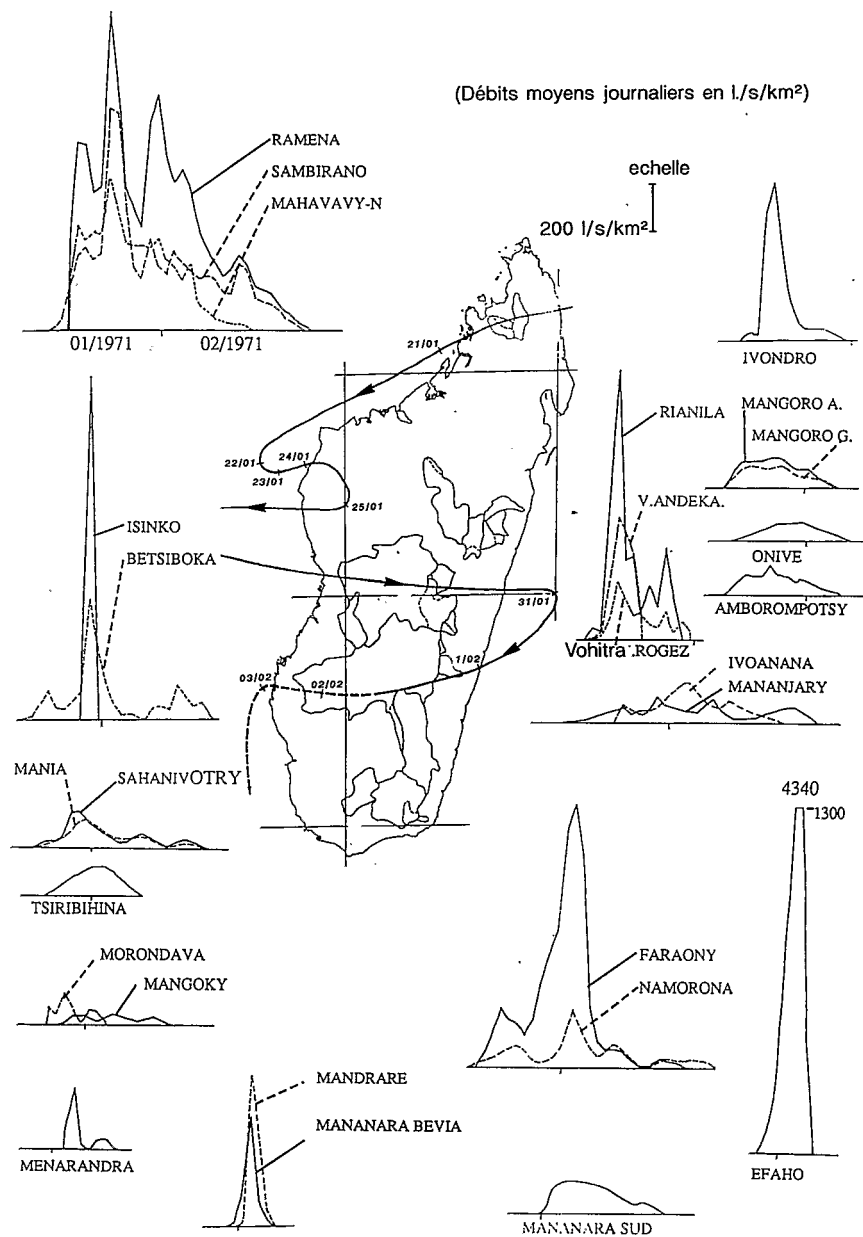 (Débits moyens journaliers en l./s/km²)
RAMENA
SAMBIRANO
MAHAVAVY-N
echelle
200 l/s/km²
01/1971
02/1971
IVONDRO
21/01
22/01
23/01
24/01
25/01
RIANILA
MANGORO A.
MANGORO G.
V.ANDEKA.
ISINKO
BETSIBOKA
ONIVE
AMBOROMPOTSY
31/01
Vohitra .ROGEZ
1/02
02/02
03/02
IVOANANA
MANANJARY
MANIA
SAHANIVOTRY
4340
1300
TSIRIBIHINA
MORONDAVA
MANGOKY
FARAONY
NAMORONA
MANDRARE
MANANARA BEVIA
MENARANDRA
EFAHO
MANANARA SUD